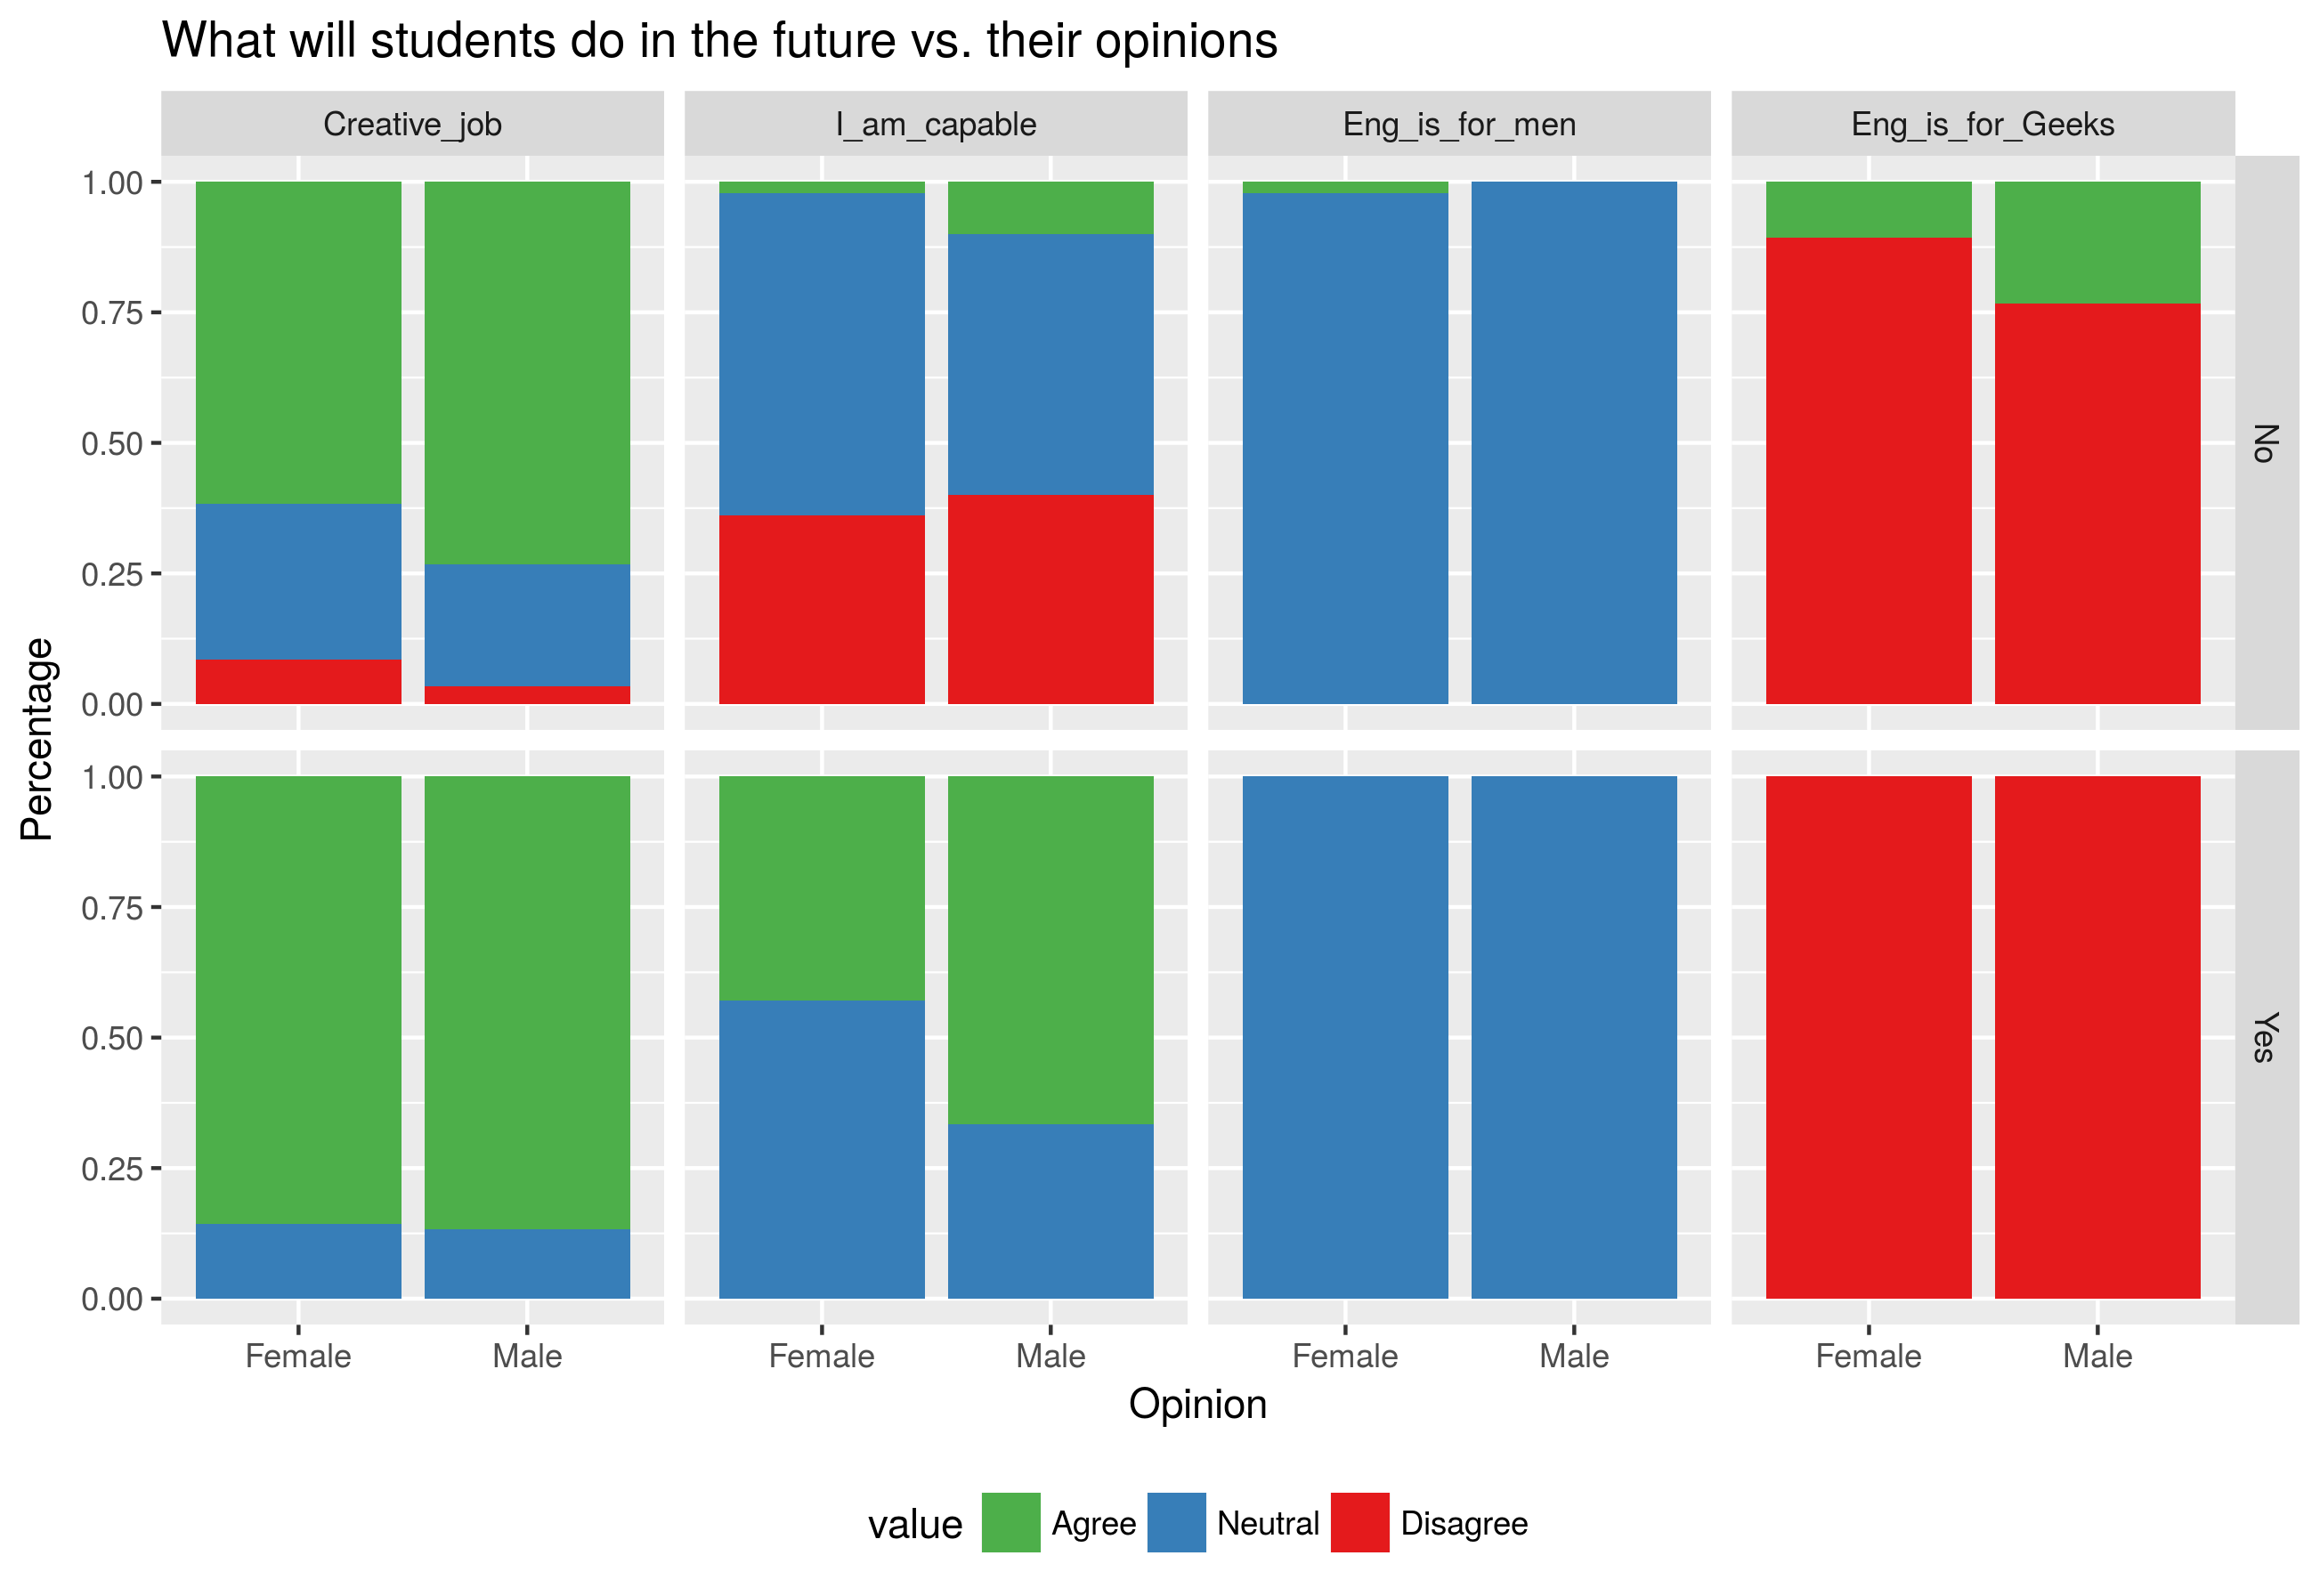 What will students do in the future vs. their opinions
Creative_job
I_am_capable
Eng_is_for_men
Eng_is_for_Geeks
1.00
0.75
0.50
0.25
0.00
No
Percentage
1.00
0.75
0.50
0.25
0.00
Yes
Female Male Female Male Female Male Female Male
Opinion
value Agree Neutral Disagree